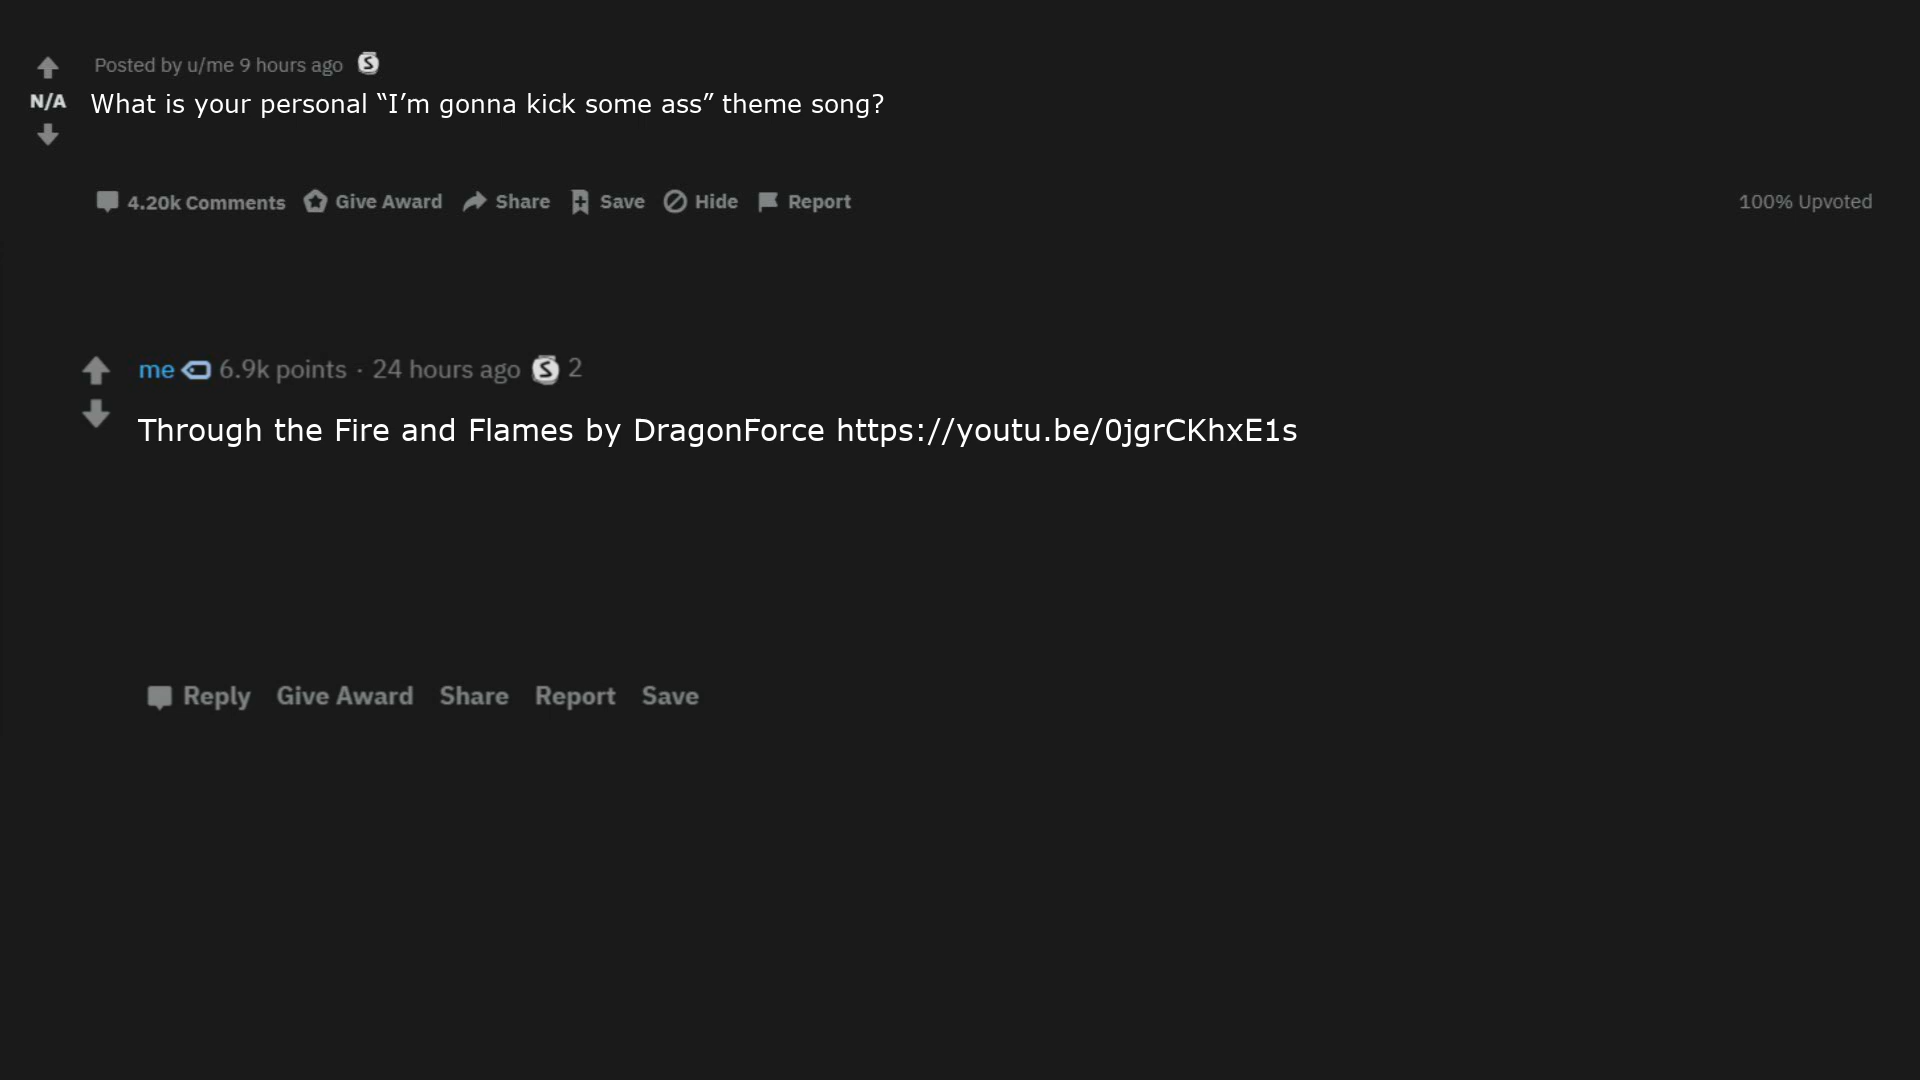 Posted by u/me 9 hours ago S
N/A
What is your personal “I’m gonna kick some ass” theme song?
4.20k Comments Give Award Share Save Hide Report 100% Upvoted
me 6.9k points · 24 hours ago S 2
Through the Fire and Flames by DragonForce https://youtu.be/0jgrCKhxE1s
Reply Give Award Share Report Save